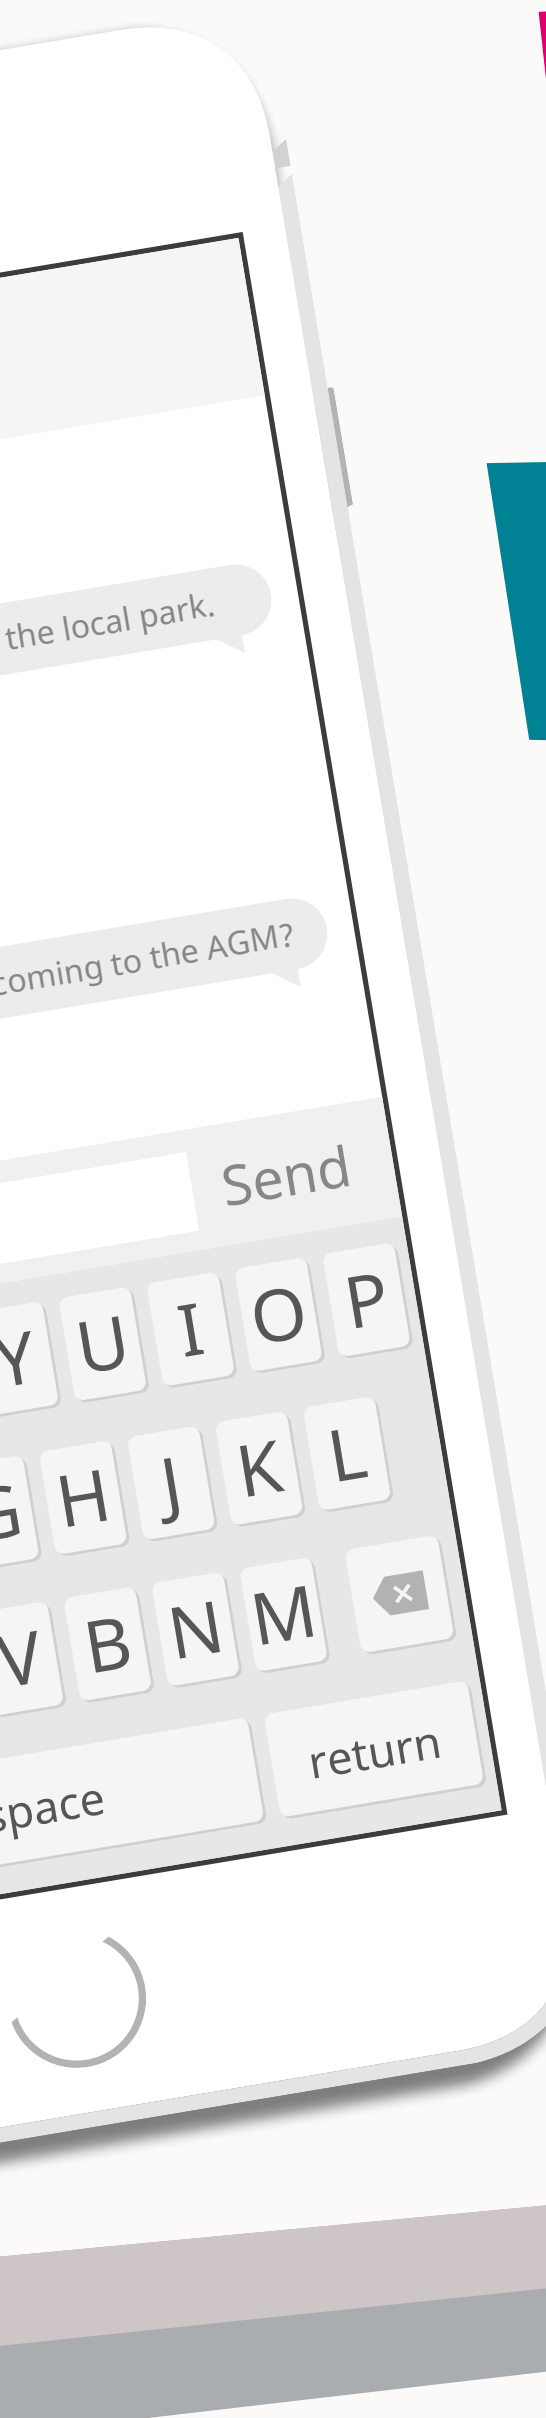 the local park.
coming to the AGM?
Send
Y U I O P
G H J K L
V B N M
space return